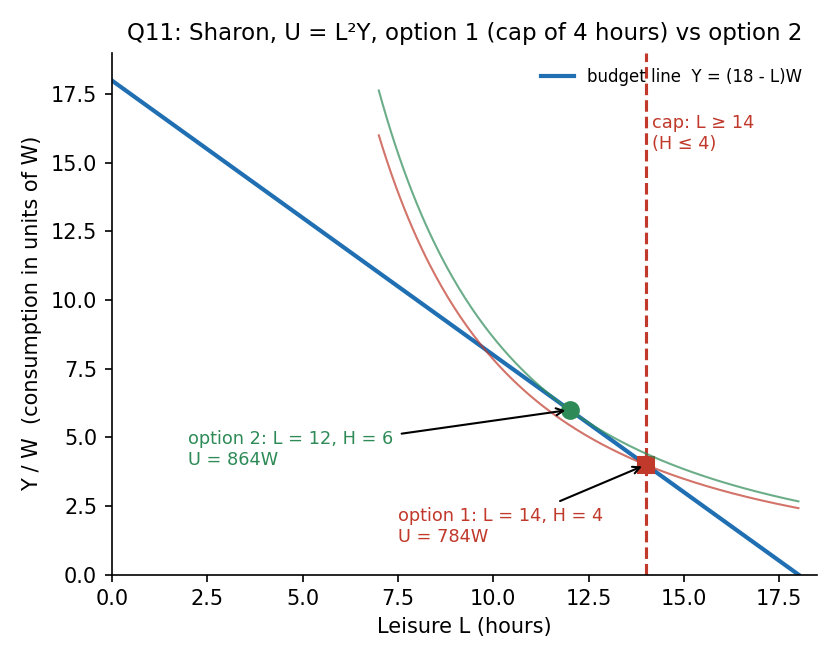 Q11: Sharon, U = L²Y, option 1 (cap of 4 hours) vs option 2
budget line  Y = (18 - L)W
cap: L ≥ 14
(H ≤ 4)
option 2: L = 12, H = 6
U = 864W
option 1: L = 14, H = 4
U = 784W
Y / W  (consumption in units of W)
17.5
15.0
12.5
10.0
7.5
5.0
2.5
0.0
0.0 2.5 5.0 7.5 10.0 12.5 15.0 17.5
Leisure L (hours)